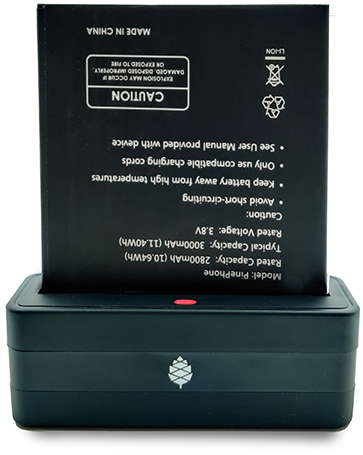 Model: PinePhone
Rated Capacity: 2800mAh (10.64Wh)
Typical Capacity: 3000mAh (11.40Wh)
Rated Voltage: 3.8V
Caution:
• Avoid short-circuiting
• Keep battery away from high temperatures
• Only use compatible charging cords
• See User Manual provided with device
CAUTION
EXPLOSION MAY OCCUR IF
DAMAGED, DISPOSED IMPROPERLY,
OR EXPOSED TO FIRE
LI-ION
MADE IN CHINA